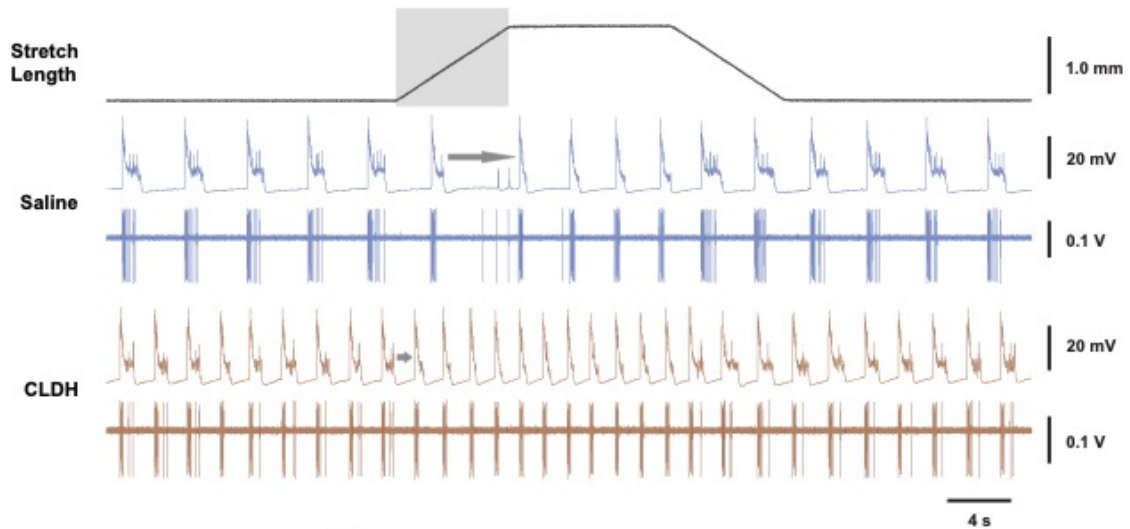 Stretch
Length
1.0 mm
20 mV
Saline
0.1 V
20 mV
CLDH
0.1 V
4 s